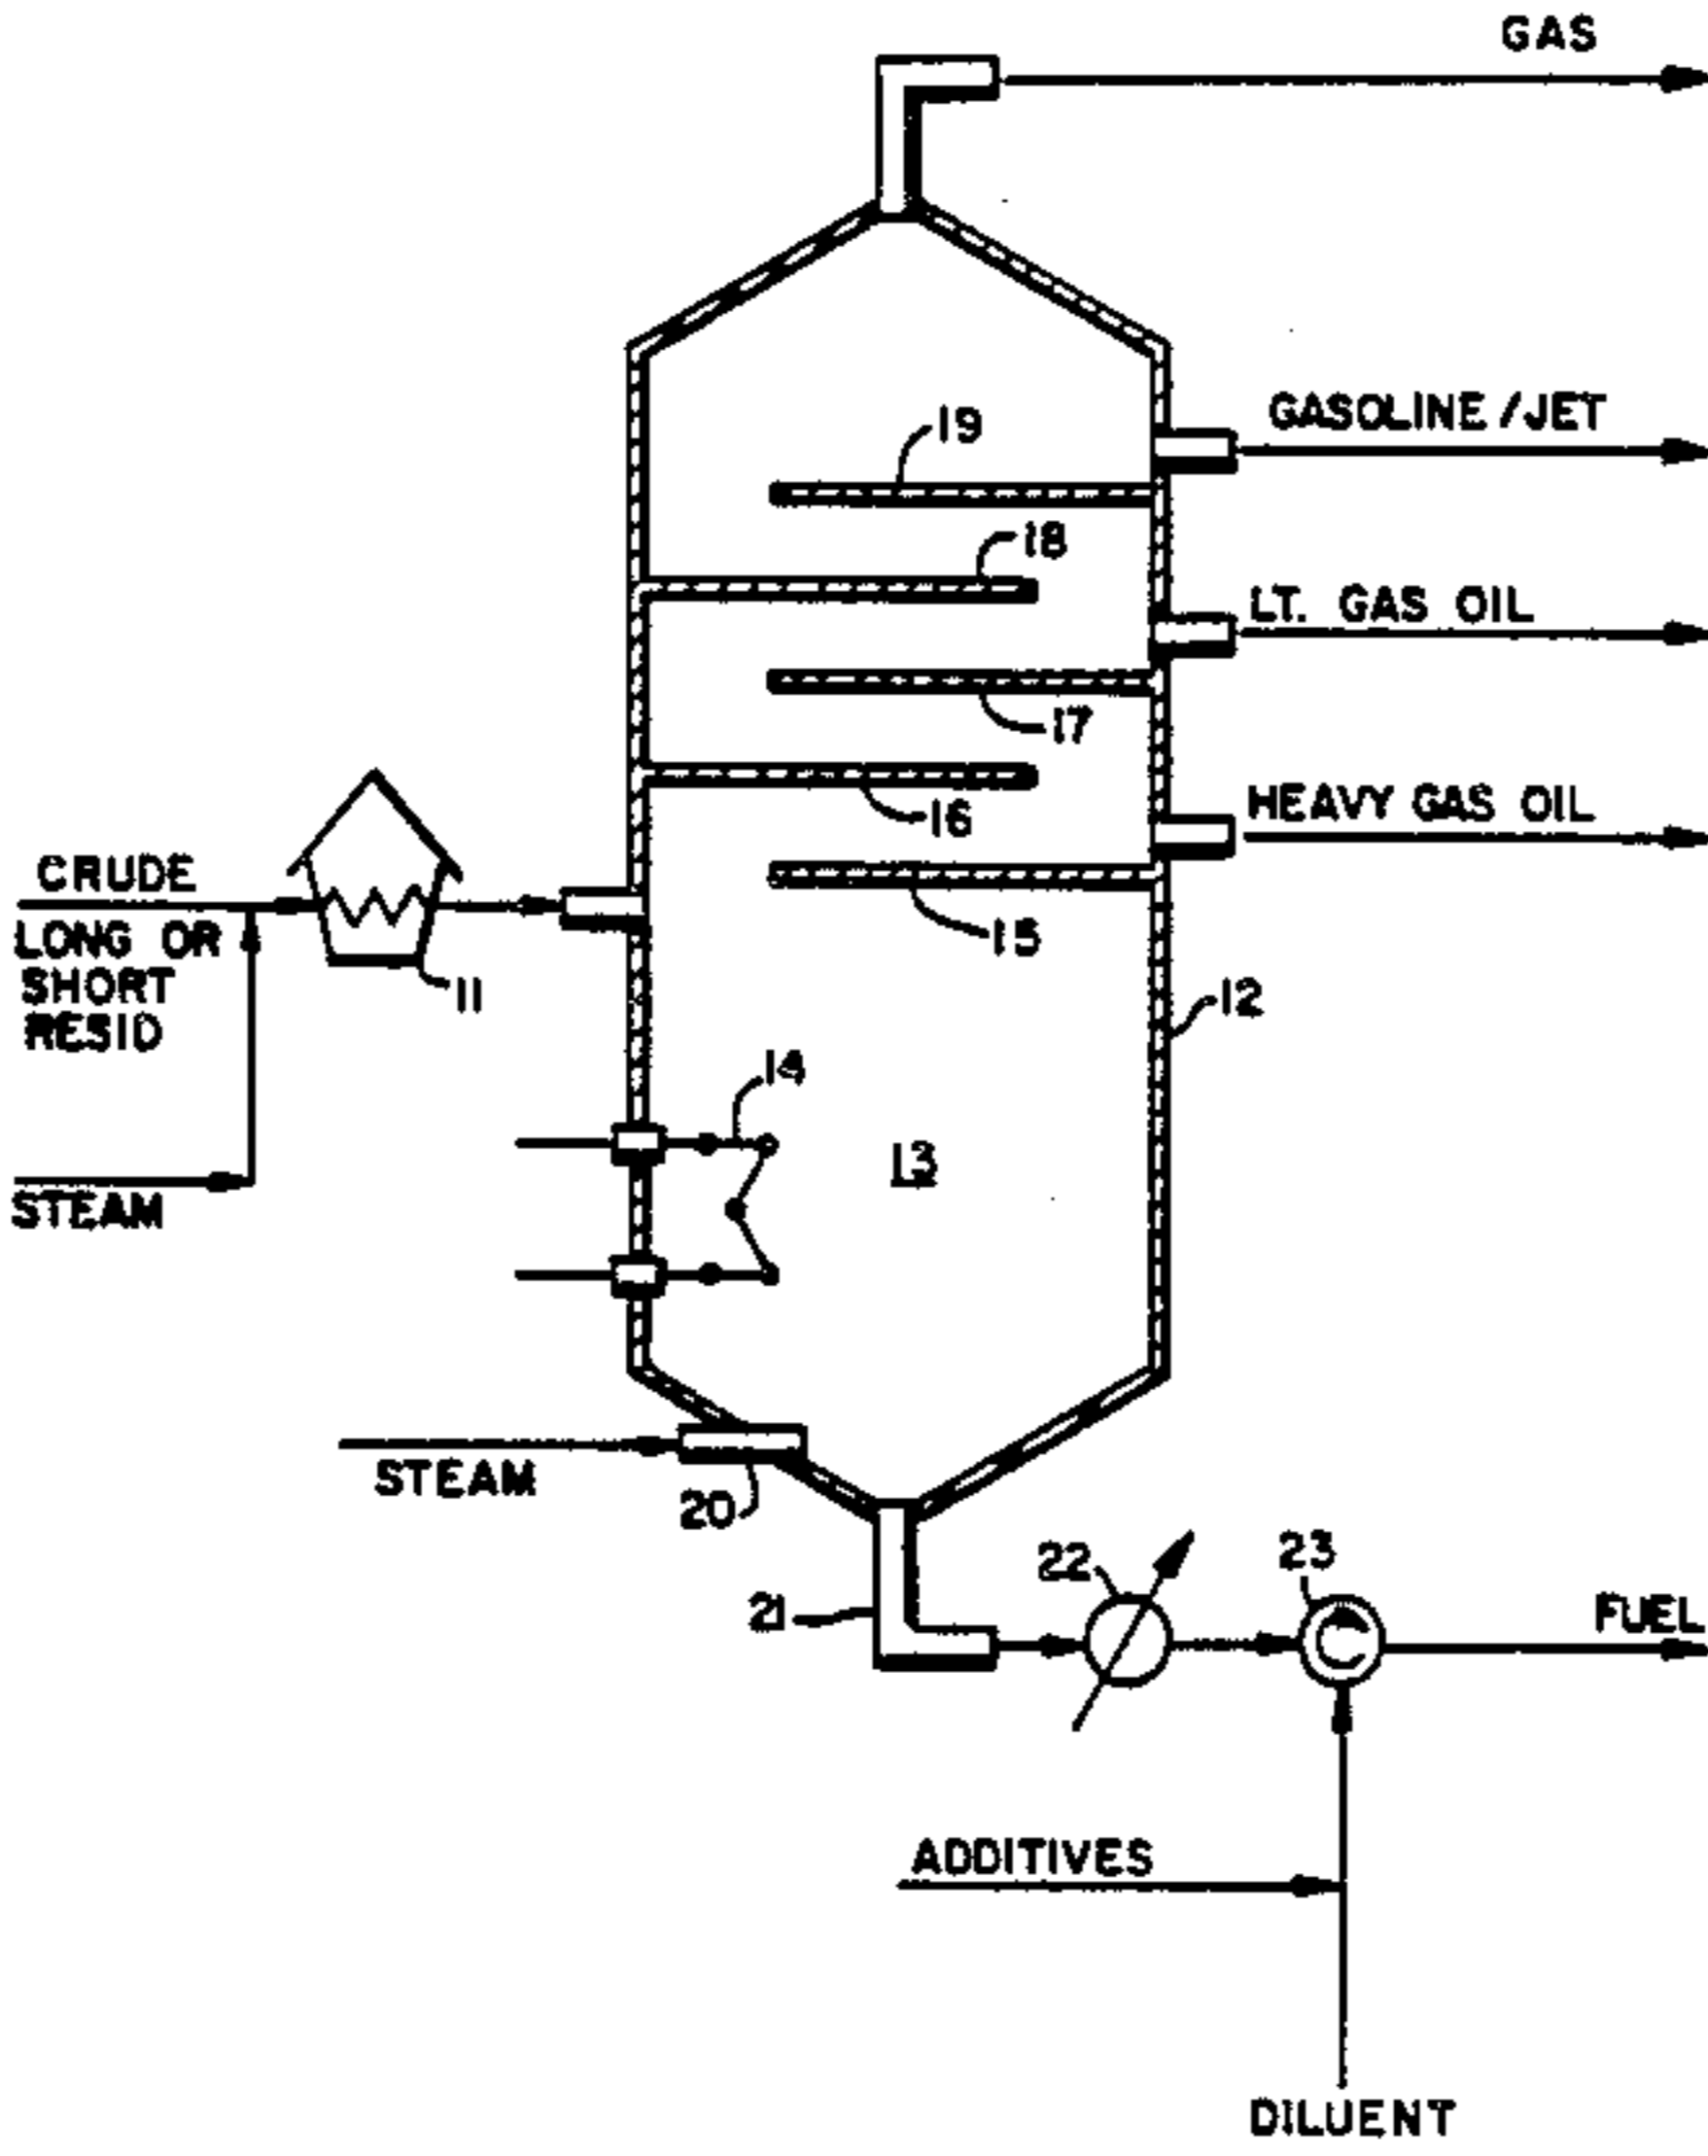 GAS
GASOLINE/JET
19
18
LT. GAS OIL
17
HEAVY GAS OIL
16
CRUDE
LONG OR
SHORT
RESID
15
11
12
14
13
STEAM
STEAM
20
22
23
21
FUEL
ADDITIVES
DILUENT